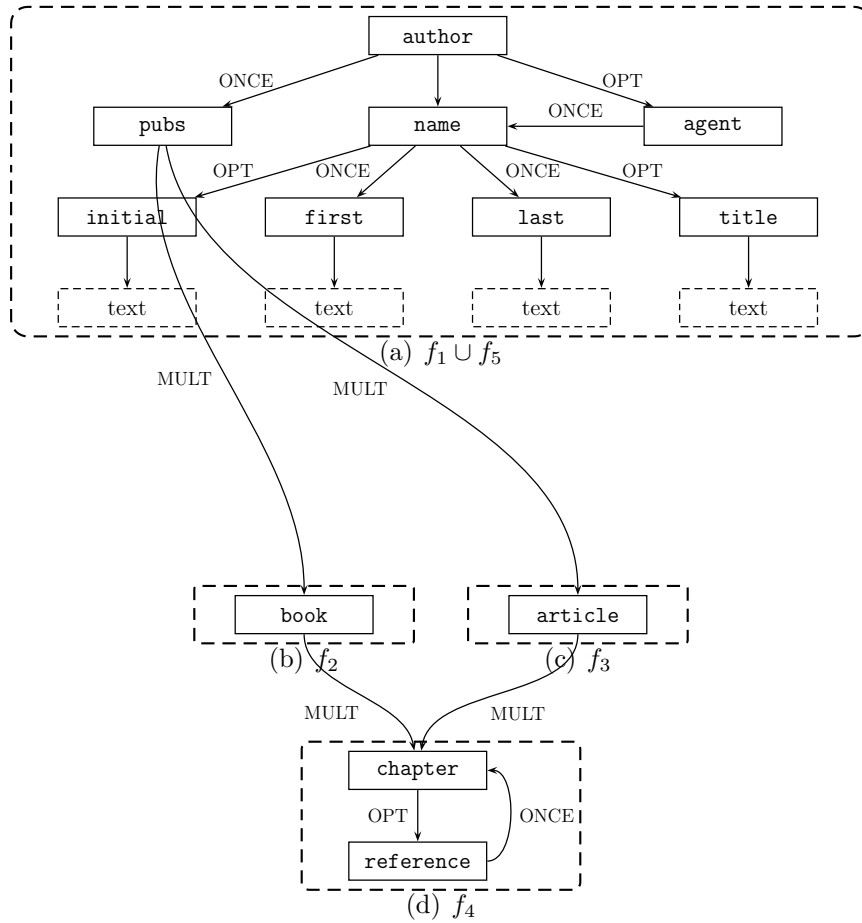 author
ONCE
OPT
pubs
name
ONCE
agent
OPT
ONCE
ONCE
OPT
initial
first
last
title
text
text
text
text
(a) f₁ ∪ f₅
MULT
MULT
book
article
(b) f₂
(c) f₃
MULT
MULT
chapter
OPT
ONCE
reference
(d) f₄